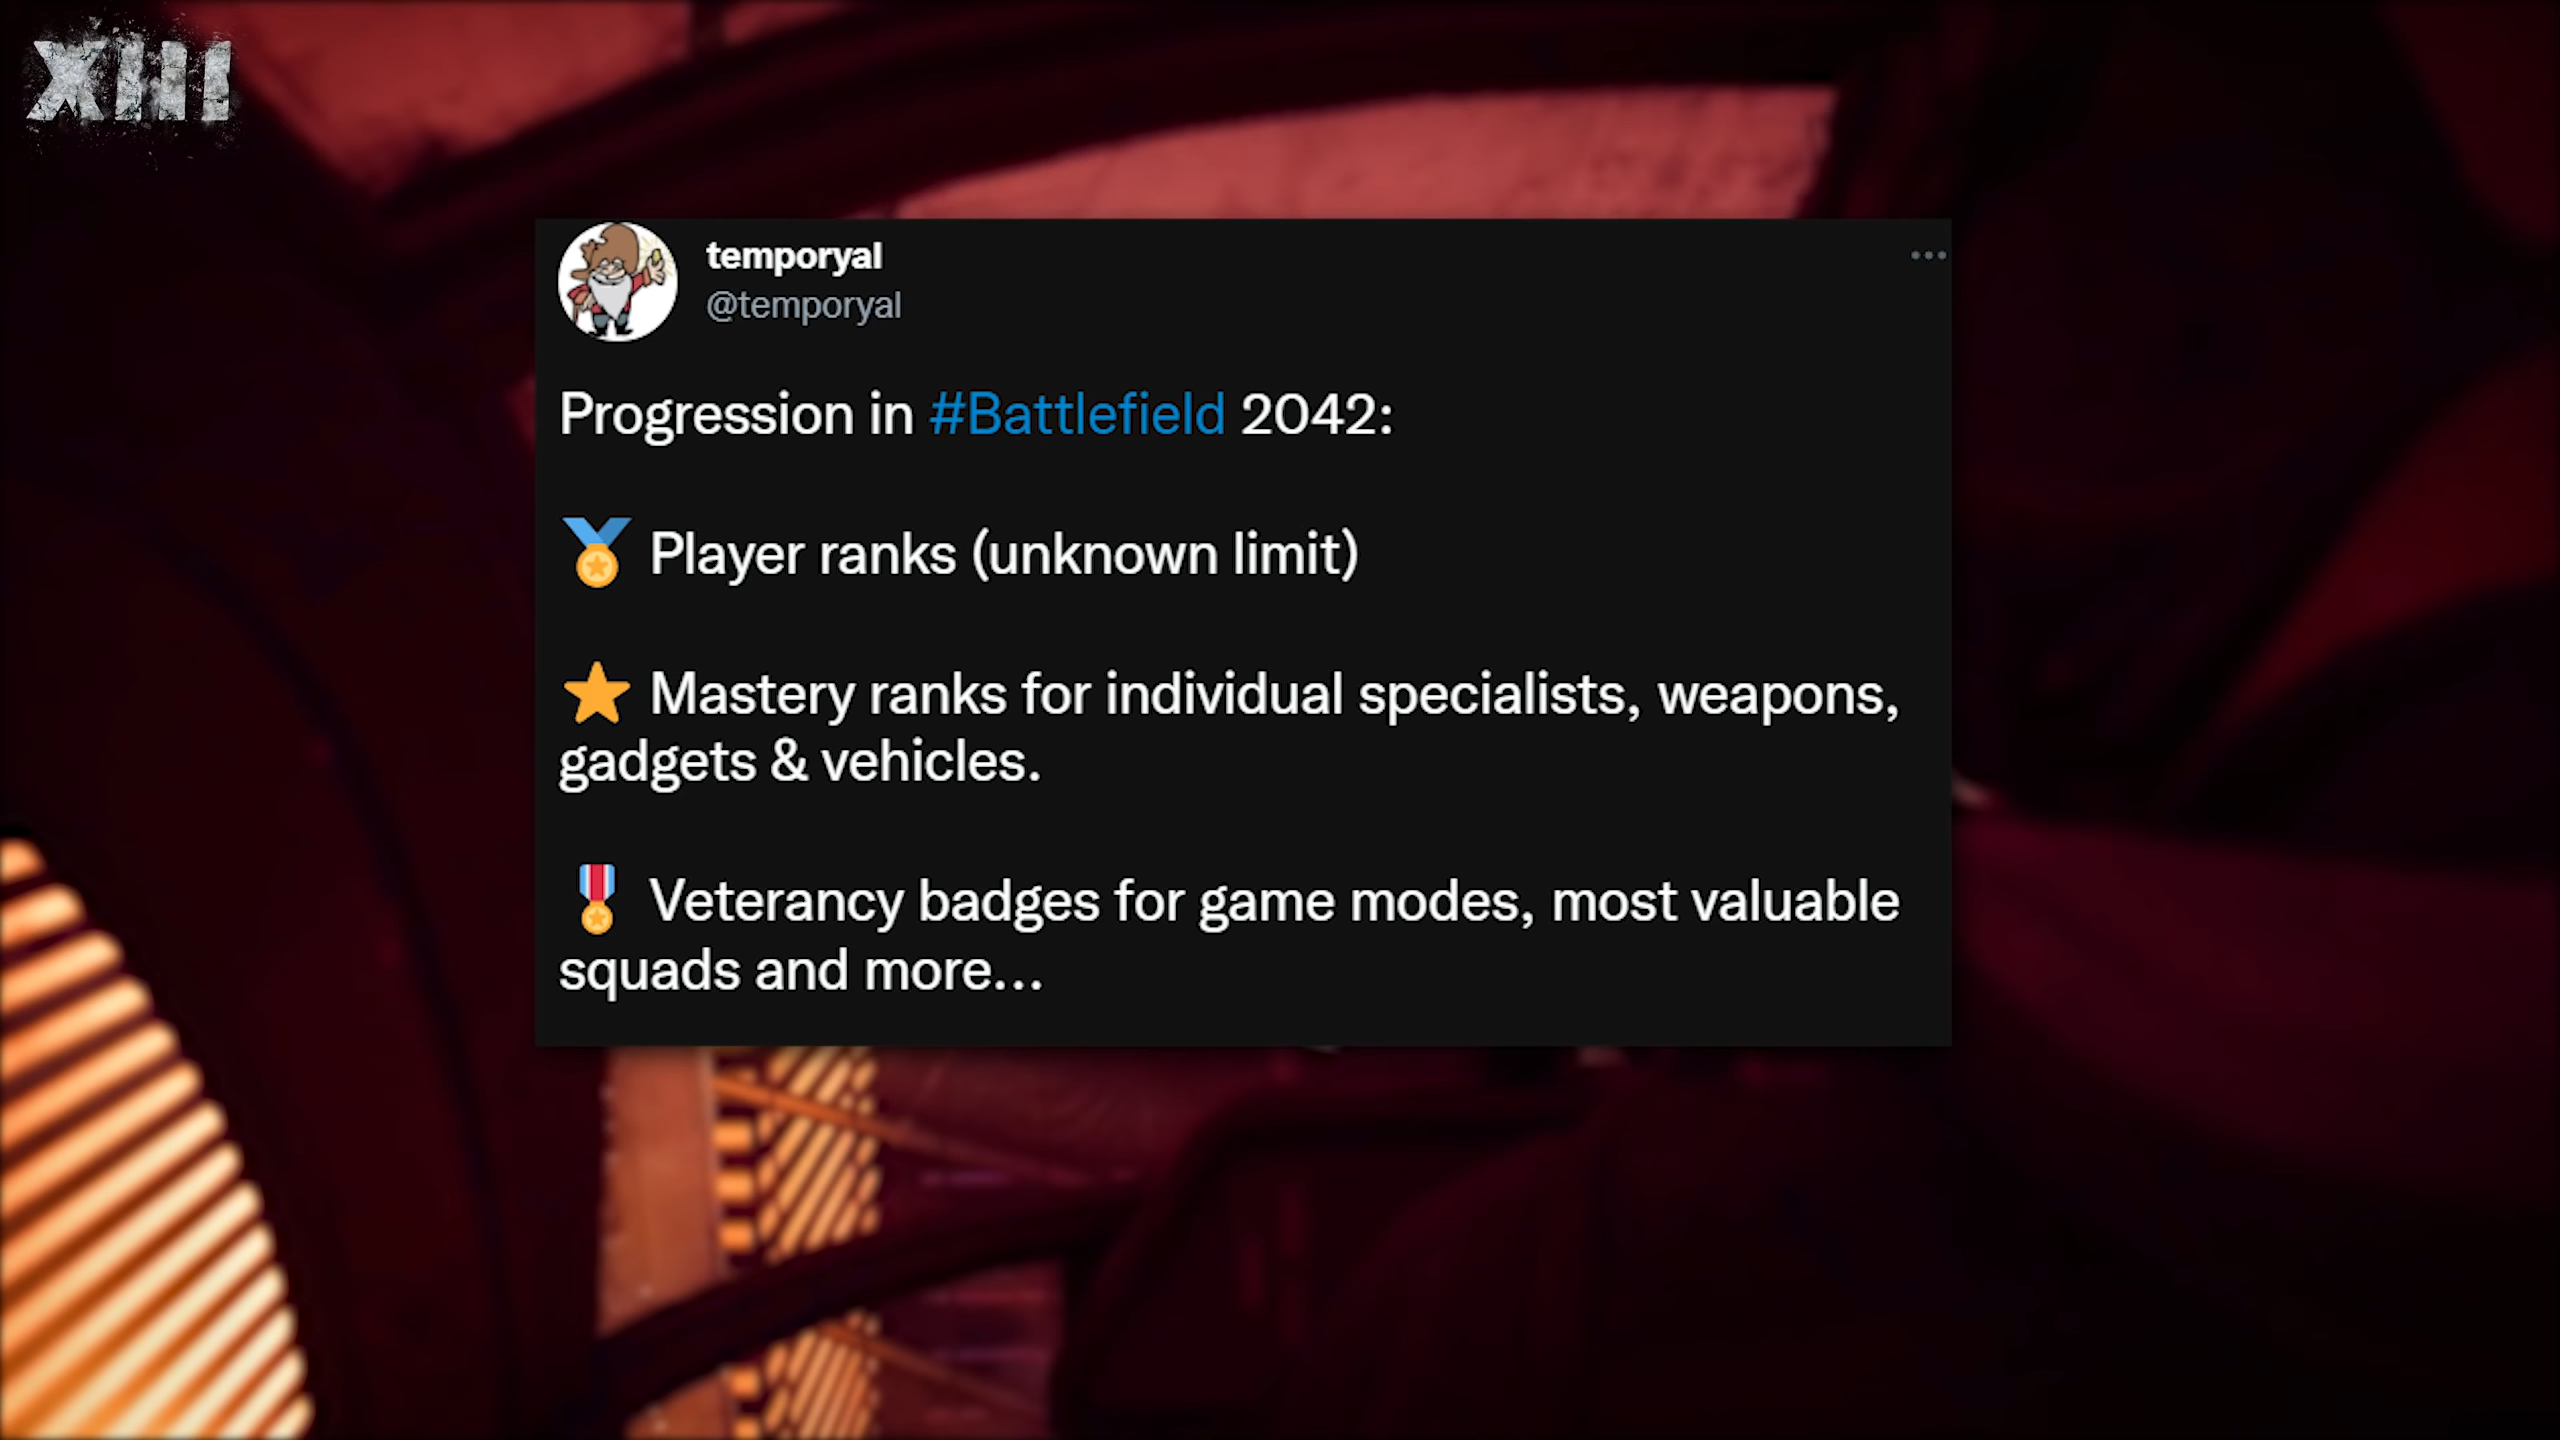 XIII
temporyal
@temporyal
Progression in #Battlefield 2042:
🏅 Player ranks (unknown limit)
⭐ Mastery ranks for individual specialists, weapons,
gadgets & vehicles.
🎖 Veterancy badges for game modes, most valuable
squads and more...